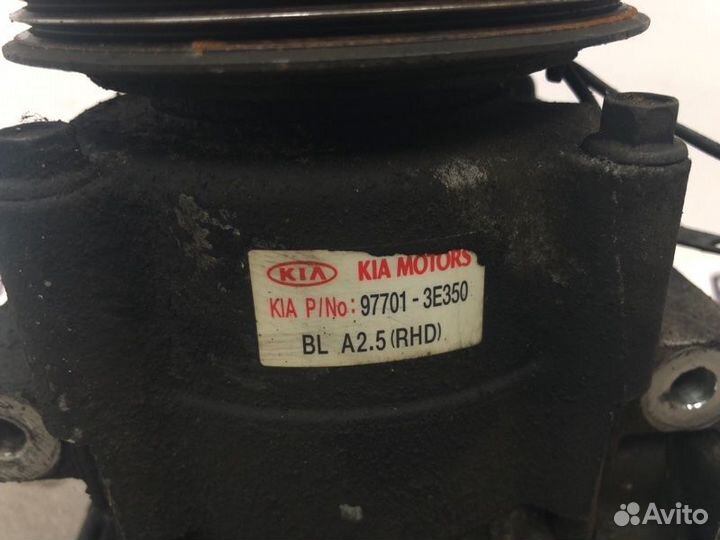 KIA KIA MOTORS
KIA P/No: 97701-3E350
BL A2.5(RHD)
Avito